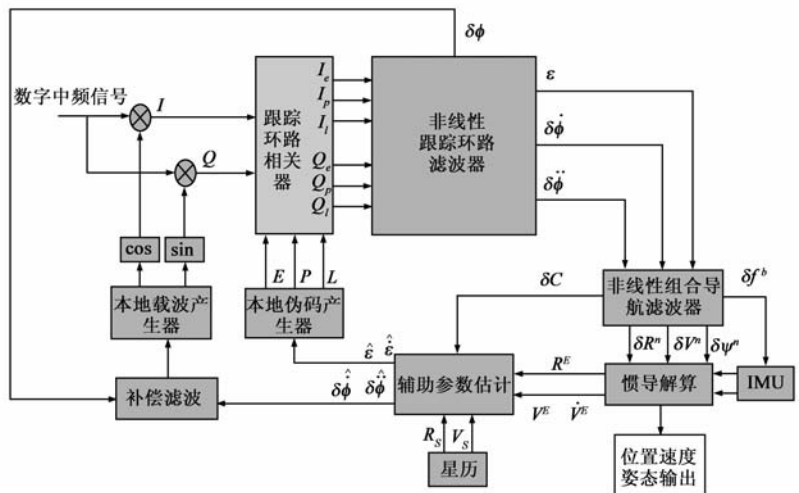 δϕ
数字中频信号
I
Q
跟踪
环路
相关
器
I_e
I_p
I_l
Q_e
Q_p
Q_l
非线性
跟踪环路
滤波器
ε
δϕ̇
δϕ̈
cos
sin
E P L
本地载波产
生器
本地伪码产
生器
δC
非线性组合导
航滤波器
δf^b
δR^n δV^n δψ^n
ε̂ ε̇̂
δϕ̇̂ δϕ̈̂
补偿滤波
辅助参数估计
R^E
V^E V̇^E
惯导解算
IMU
R_S V_S
星历
位置速度
姿态输出